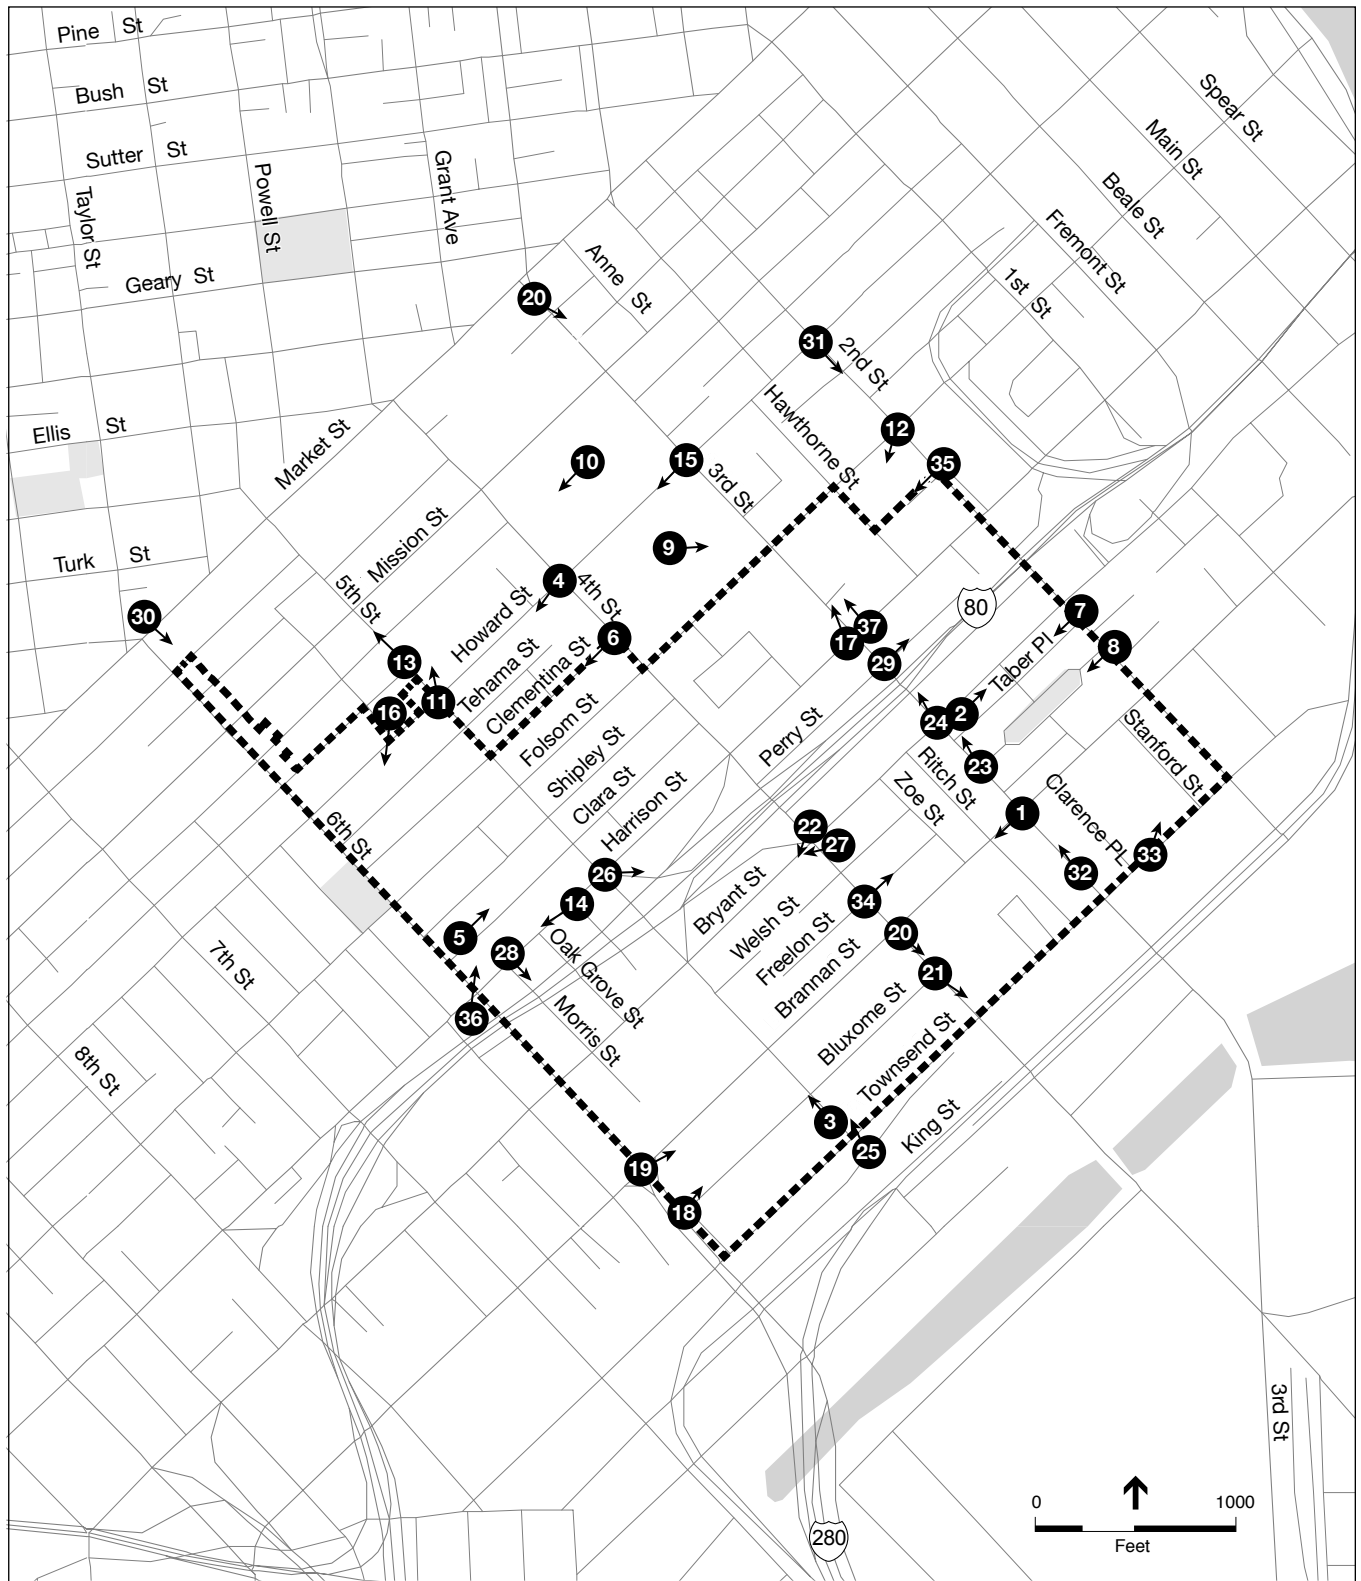 Pine St
Bush St
Sutter St
Taylor St
Powell St
Grant Ave
Geary St
Ellis St
Turk St
Market St
Anne St
Spear St
Main St
Beale St
Fremont St
1st St
2nd St
Hawthorne St
3rd St
Mission St
5th St
4th St
Howard St
Tehama St
Clementina St
Folsom St
Shipley St
Clara St
Harrison St
Perry St
6th St
7th St
8th St
Taber Pl
Stanford St
Ritch St
Zoe St
Clarence PL
Bryant St
Welsh St
Freelon St
Brannan St
Bluxome St
Townsend St
King St
Oak Grove St
Morris St
3rd St
80
280
20
31
12
35
10
15
9
4
6
30
13
11
16
37
17
29
7
8
2
24
23
1
32
33
22
27
34
20
21
26
14
5
28
36
3
25
19
18
0 1000
Feet